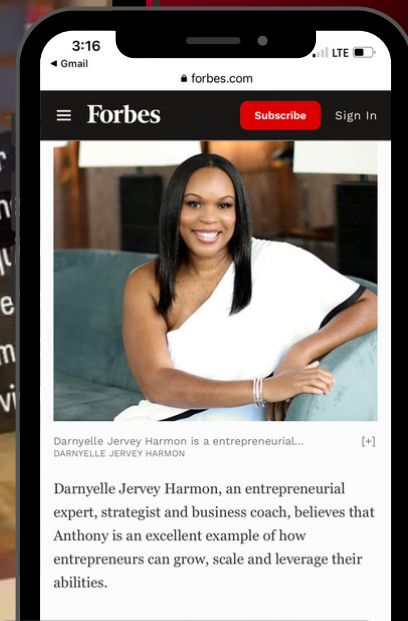 3:16
LTE
◀ Gmail
forbes.com
Forbes
Subscribe
Sign In
Darnyelle Jervey Harmon is a entrepreneurial...
[+]
DARNYELLE JERVEY HARMON
Darnyelle Jervey Harmon, an entrepreneurial
expert, strategist and business coach, believes that
Anthony is an excellent example of how
entrepreneurs can grow, scale and leverage their
abilities.